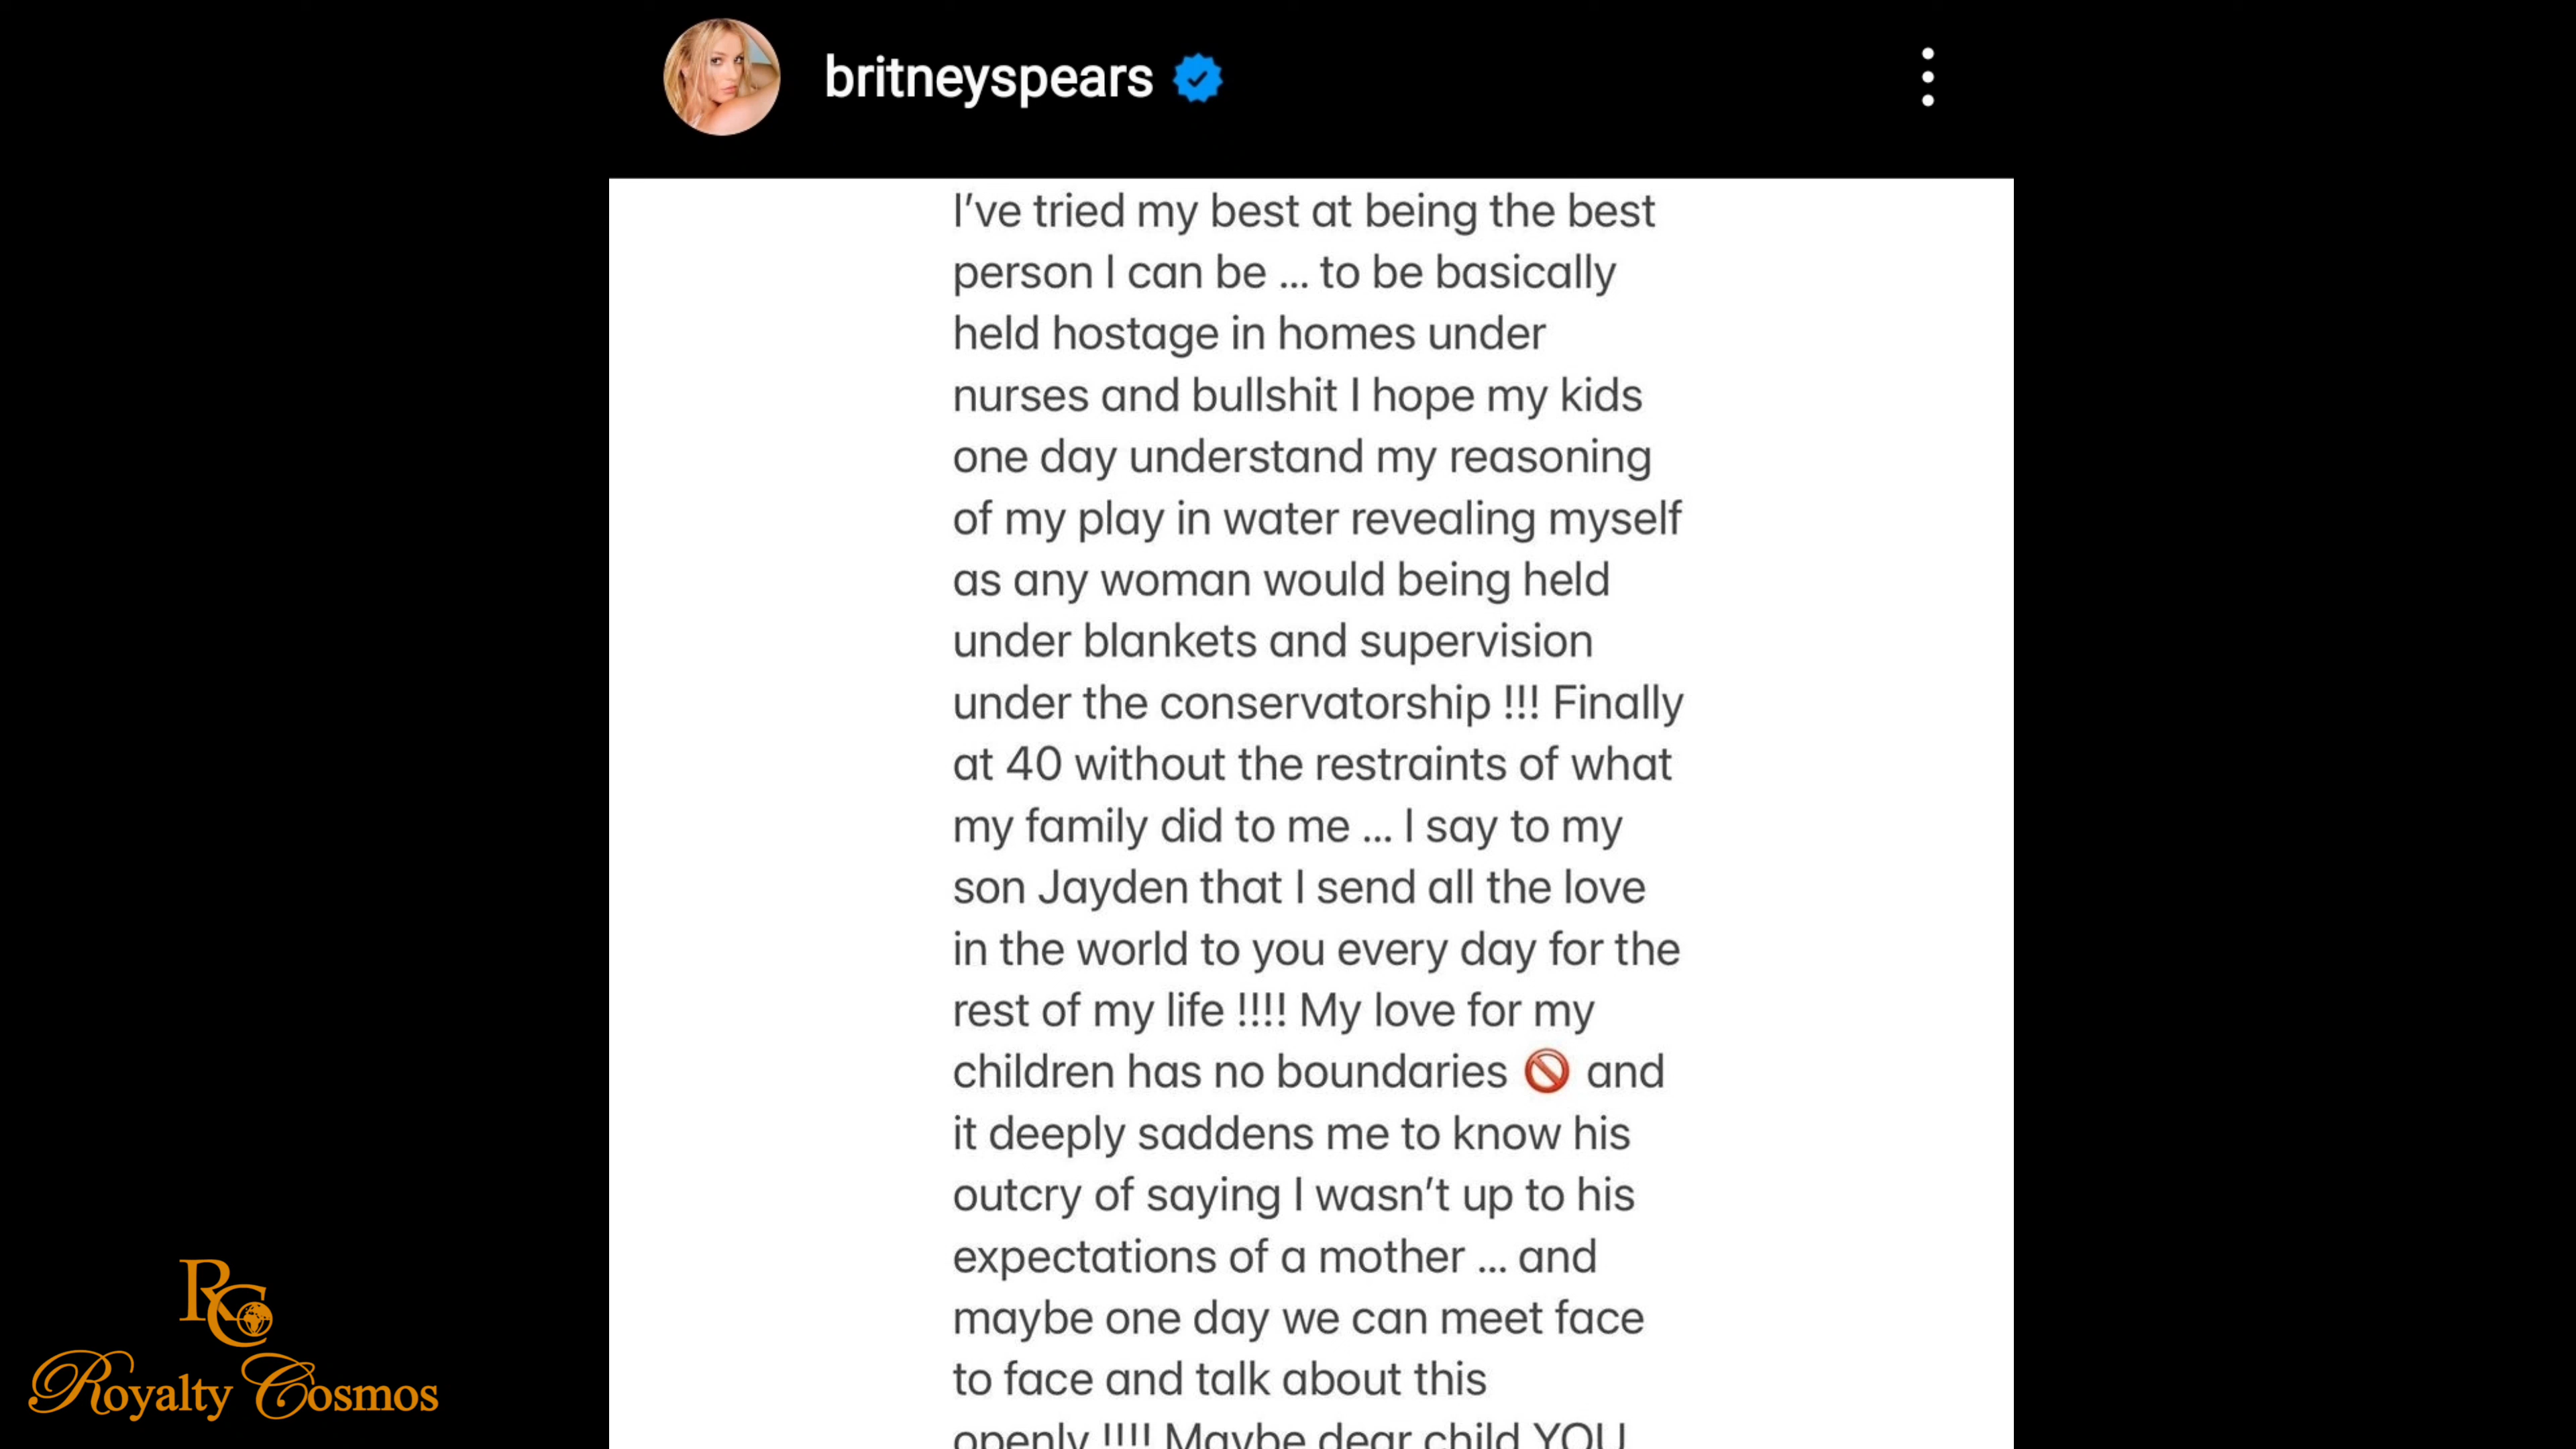 britneyspears
I've tried my best at being the best
person I can be ... to be basically
held hostage in homes under
nurses and bullshit I hope my kids
one day understand my reasoning
of my play in water revealing myself
as any woman would being held
under blankets and supervision
under the conservatorship !!! Finally
at 40 without the restraints of what
my family did to me ... I say to my
son Jayden that I send all the love
in the world to you every day for the
rest of my life !!!! My love for my
children has no boundaries 🚫 and
it deeply saddens me to know his
outcry of saying I wasn't up to his
expectations of a mother ... and
maybe one day we can meet face
to face and talk about this
openly !!!! Maybe dear child YOU
RC
Royalty Cosmos